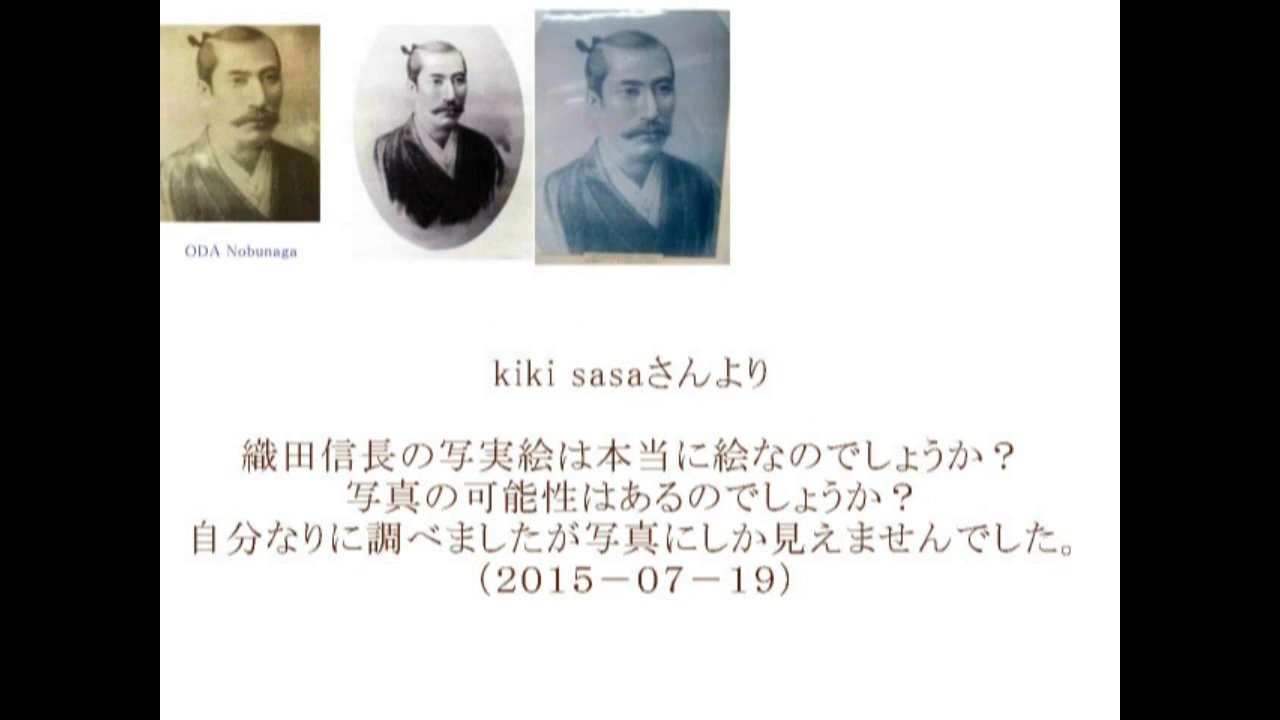 ODA Nobunaga
kiki sasaさんより
織田信長の写実絵は本当に絵なのでしょうか？
写真の可能性はあるのでしょうか？
自分なりに調べましたが写真にしか見えませんでした。
（2015－07－19）